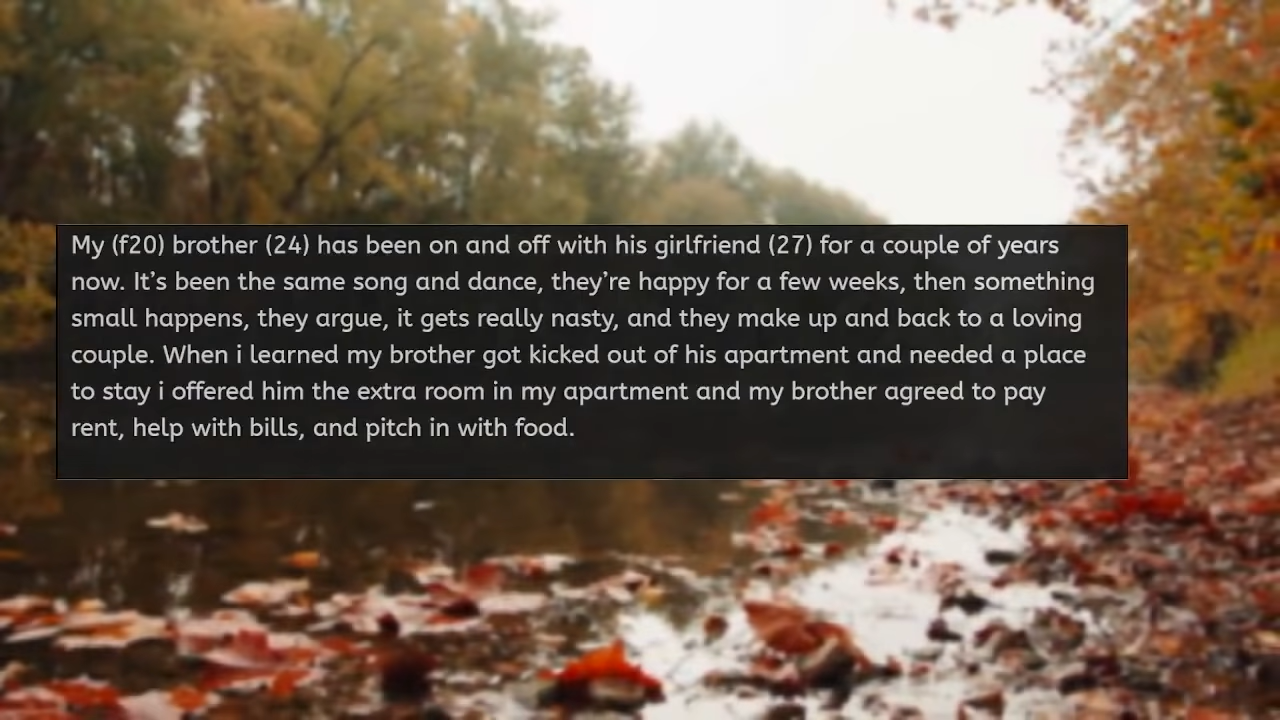 My (f20) brother (24) has been on and off with his girlfriend (27) for a couple of years
now. It’s been the same song and dance, they’re happy for a few weeks, then something
small happens, they argue, it gets really nasty, and they make up and back to a loving
couple. When i learned my brother got kicked out of his apartment and needed a place
to stay i offered him the extra room in my apartment and my brother agreed to pay
rent, help with bills, and pitch in with food.